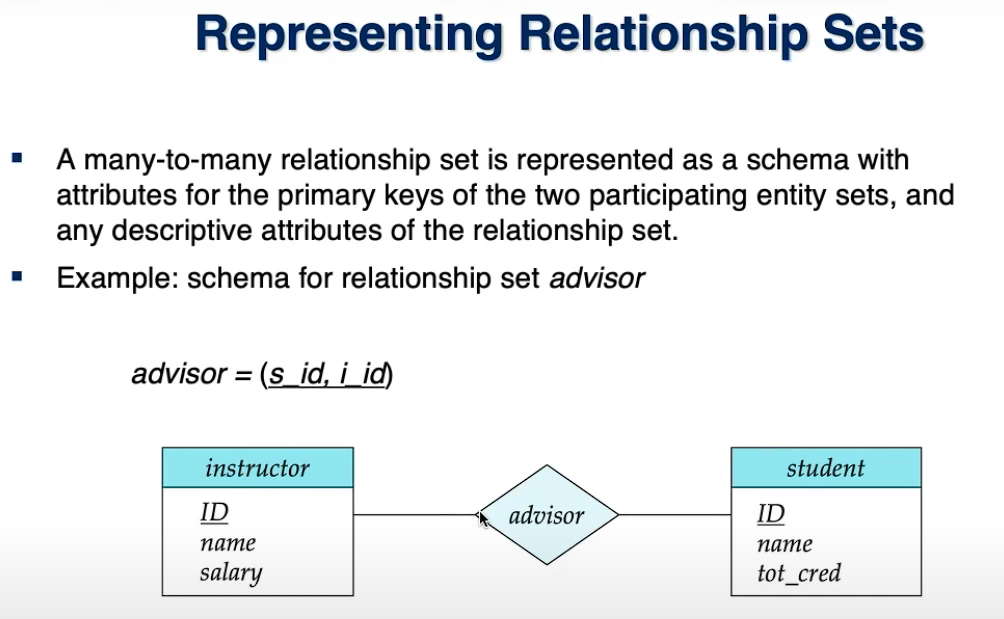 Representing Relationship Sets
▪ A many-to-many relationship set is represented as a schema with
attributes for the primary keys of the two participating entity sets, and
any descriptive attributes of the relationship set.
▪ Example: schema for relationship set advisor
advisor = (s_id, i_id)
instructor
ID
name
salary
advisor
student
ID
name
tot_cred